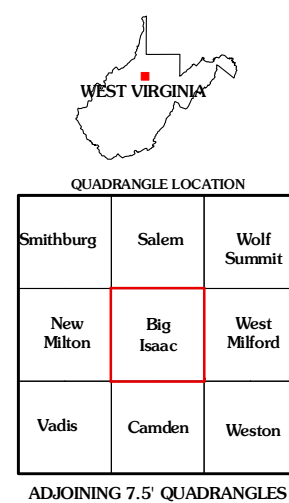 WEST VIRGINIA
QUADRANGLE LOCATION
Smithburg
Salem
Wolf
Summit
New
Milton
Big
Isaac
West
Milford
Vadis
Camden
Weston
ADJOINING 7.5' QUADRANGLES